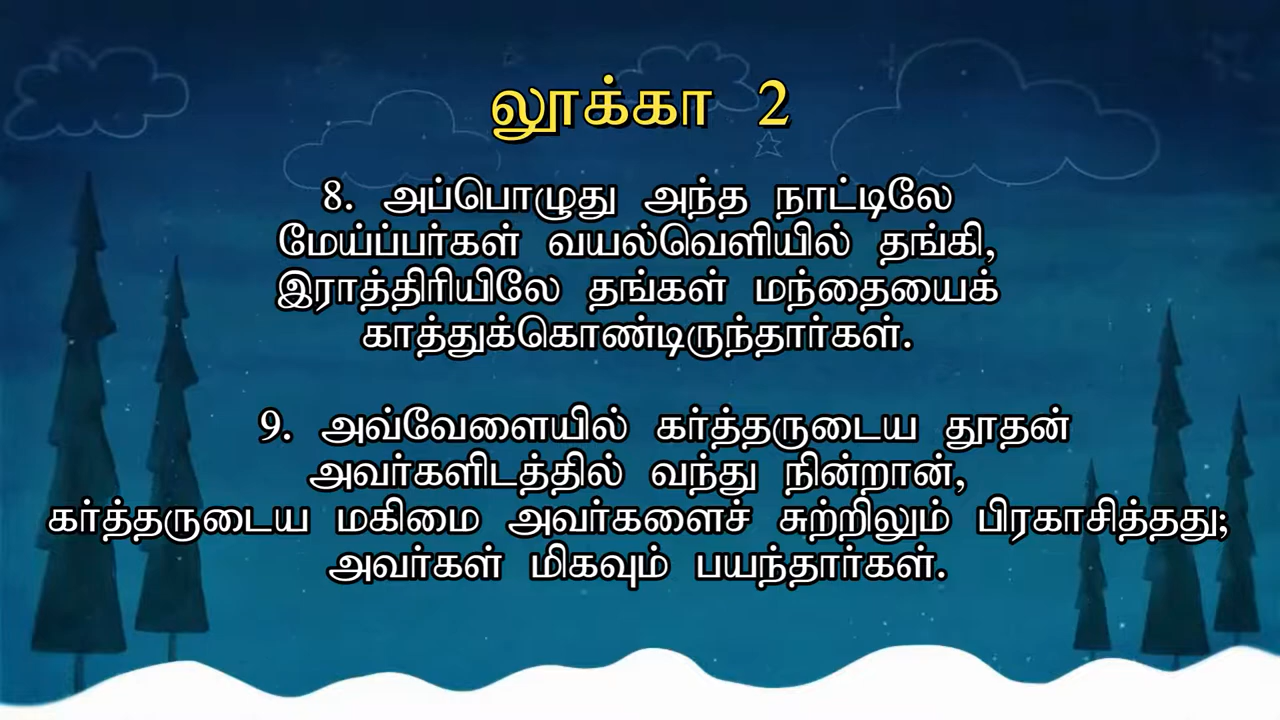 லூக்கா 2
8. அப்பொழுது அந்த நாட்டிலே
மேய்ப்பர்கள் வயல்வெளியில் தங்கி,
இராத்திரியிலே தங்கள் மந்தையைக்
காத்துக்கொண்டிருந்தார்கள்.
9. அவ்வேளையில் கர்த்தருடைய தூதன்
அவர்களிடத்தில் வந்து நின்றான்,
கர்த்தருடைய மகிமை அவர்களைச் சுற்றிலும் பிரகாசித்தது;
அவர்கள் மிகவும் பயந்தார்கள்.